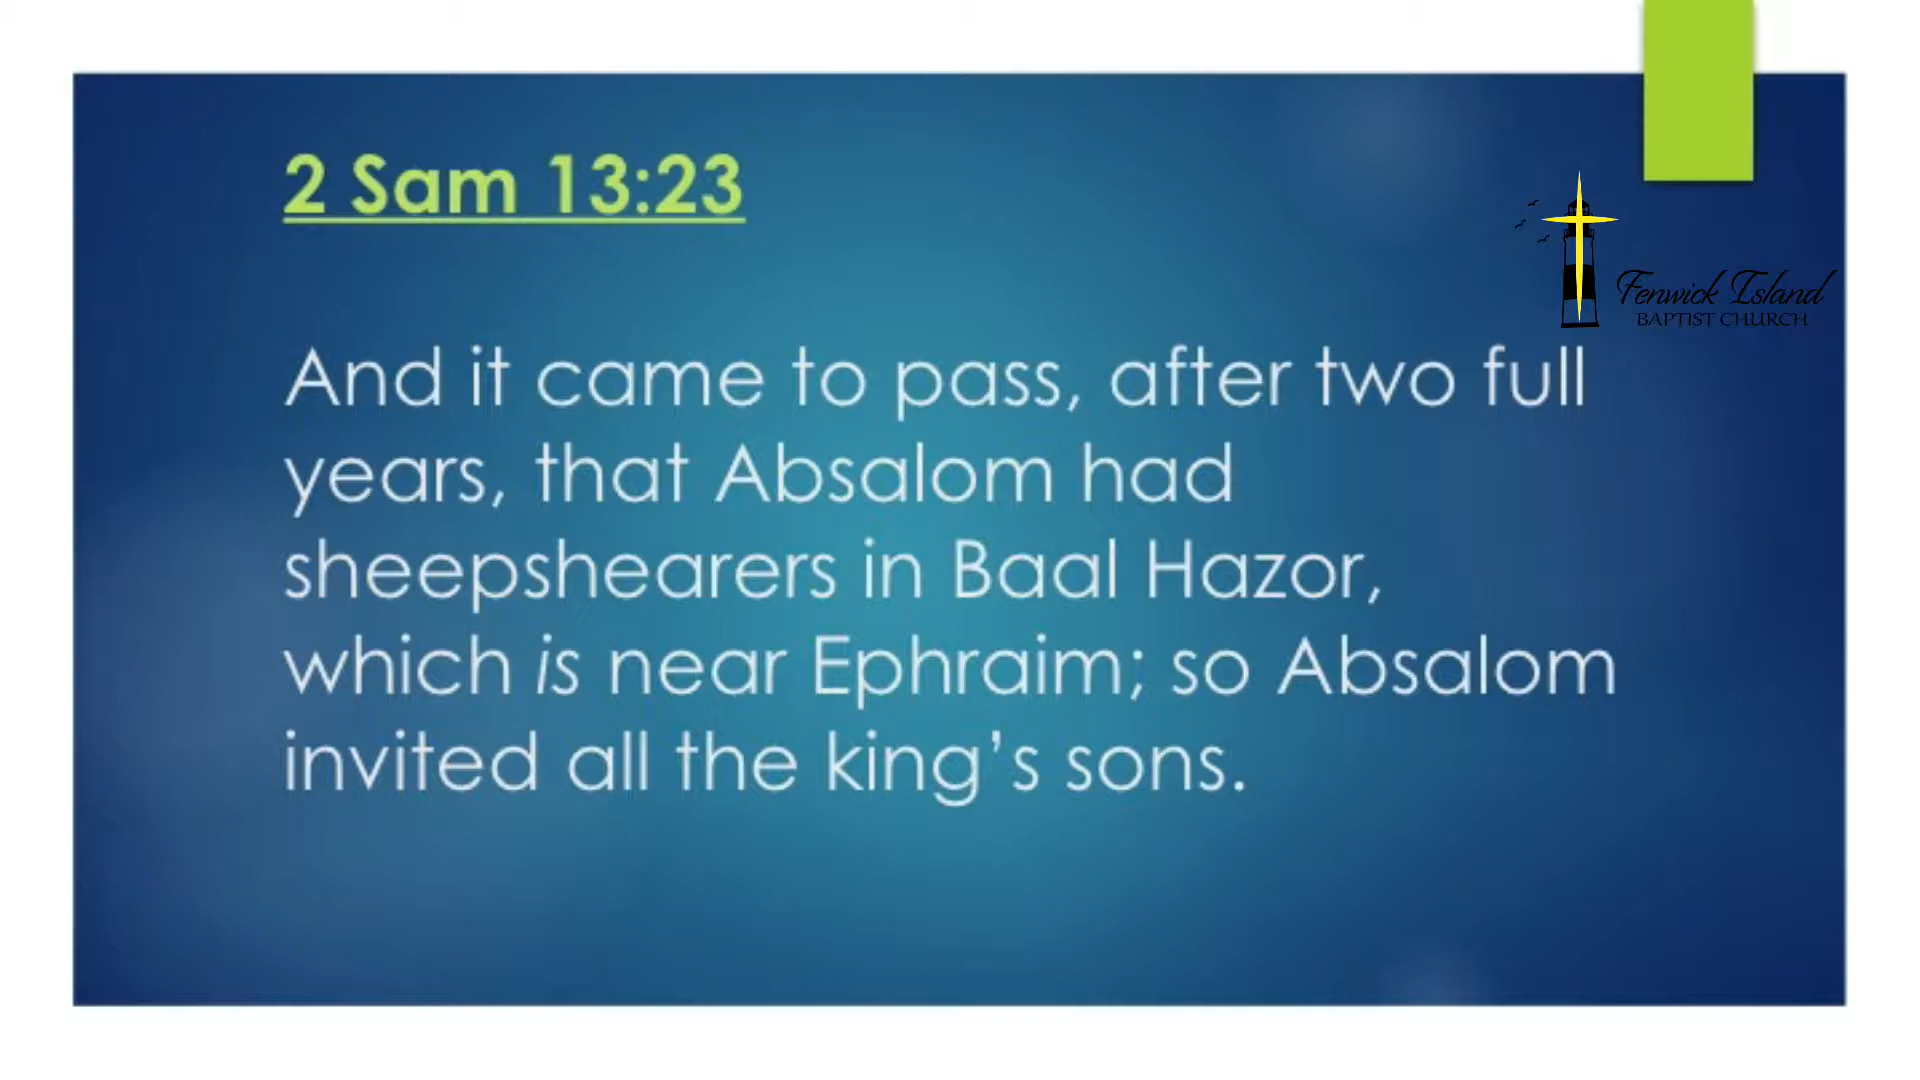 2 Sam 13:23
Fenwick Island
BAPTIST CHURCH
And it came to pass, after two full
years, that Absalom had
sheepshearers in Baal Hazor,
which is near Ephraim; so Absalom
invited all the king’s sons.